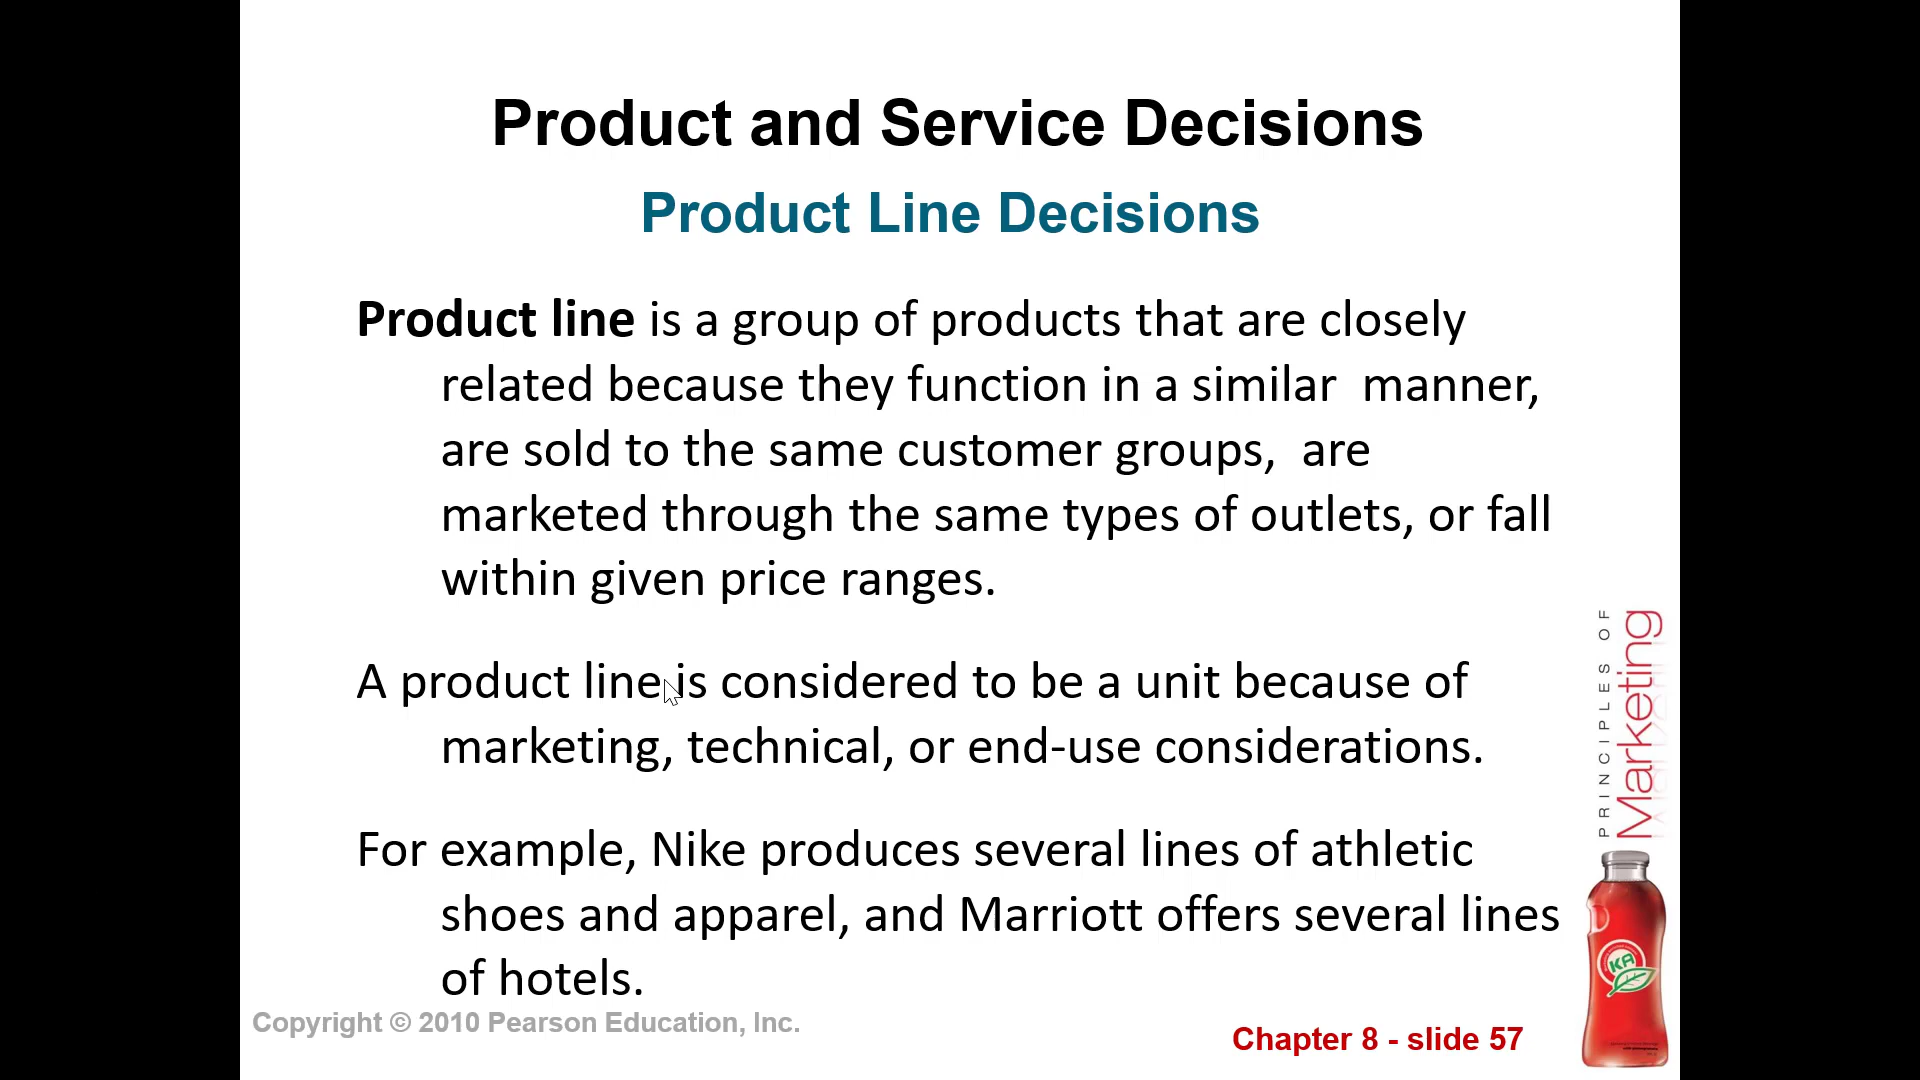 Product and Service Decisions
Product Line Decisions
Product line is a group of products that are closely
related because they function in a similar  manner,
are sold to the same customer groups,  are
marketed through the same types of outlets, or fall
within given price ranges.
A product line is considered to be a unit because of
marketing, technical, or end-use considerations.
For example, Nike produces several lines of athletic
shoes and apparel, and Marriott offers several lines
of hotels.
PRINCIPLES OF
Marketing
KA
Copyright © 2010 Pearson Education, Inc.
Chapter 8 - slide 57